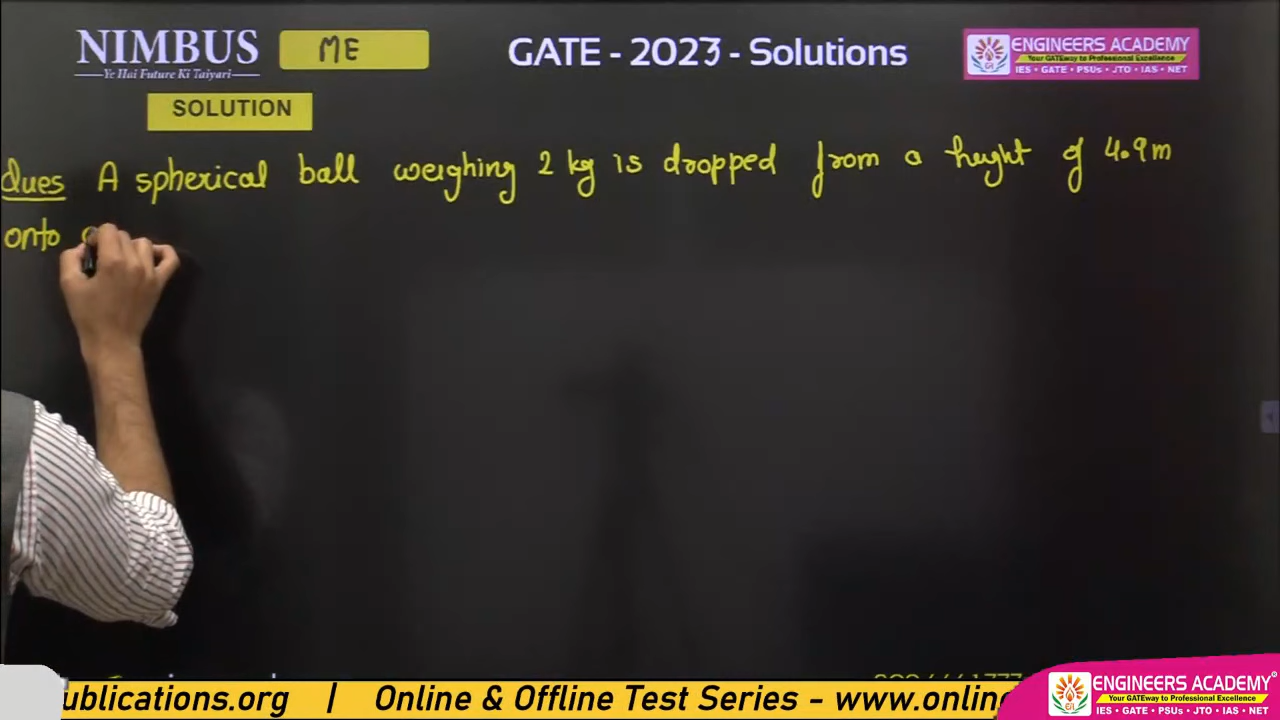 NIMBUS
Ye Hai Future Ki Taiyari
ME
GATE - 2023 - Solutions
ENGINEERS ACADEMY
Your GATEway to Professional Excellence
IES • GATE • PSUs • JTO • IAS • NET
SOLUTION
Ques A spherical ball weighing 2 kg is dropped from a height of 4.9m
onto
ublications.org | Online & Offline Test Series – www.onlin
ENGINEERS ACADEMY
Your GATEway to Professional Excellence
IES • GATE • PSUs • JTO • IAS • NET